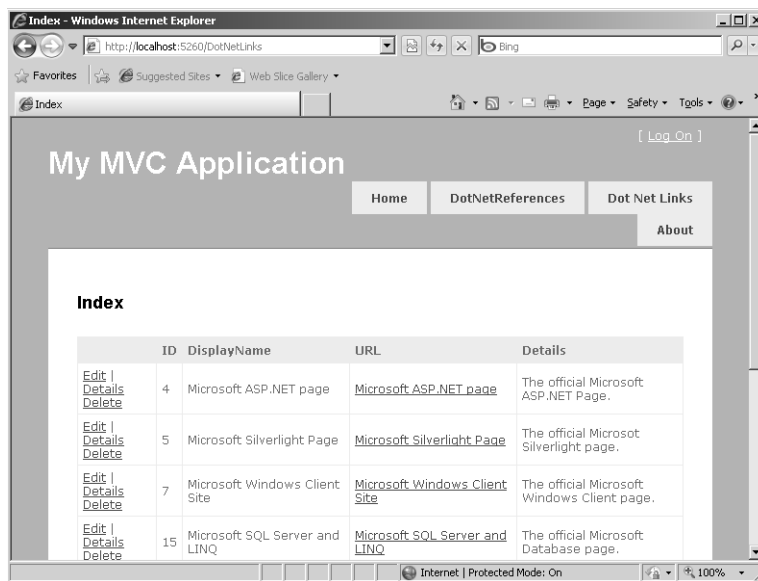 Index - Windows Internet Explorer
http://localhost:5260/DotNetLinks
Bing
Favorites
Suggested Sites
Web Slice Gallery
Index
Page
Safety
Tools
»
[ Log On ]
My MVC Application
Home
DotNetReferences
Dot Net Links
About
Index
ID DisplayName URL Details
Edit |
Details
Delete
4
Microsoft ASP.NET page
Microsoft ASP.NET page
The official Microsoft
ASP.NET Page.
Edit |
Details
Delete
5
Microsoft Silverlight Page
Microsoft Silverlight Page
The official Microsot
Silverlight page.
Edit |
Details
Delete
7
Microsoft Windows Client
Site
Microsoft Windows Client
Site
The official Microsoft
Windows Client page.
Edit |
Details
Delete
15
Microsoft SQL Server and
LINQ
Microsoft SQL Server and
LINQ
The official Microsoft
Database page.
Internet | Protected Mode: On
100%